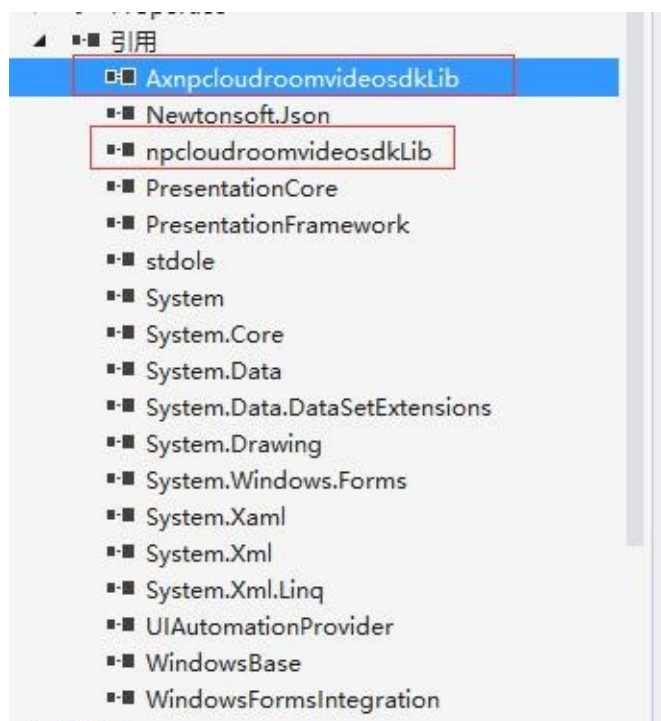 引用
AxnpcloudroomvideosdkLib
Newtonsoft.Json
npcloudroomvideosdkLib
PresentationCore
PresentationFramework
stdole
System
System.Core
System.Data
System.Data.DataSetExtensions
System.Drawing
System.Windows.Forms
System.Xaml
System.Xml
System.Xml.Linq
UIAutomationProvider
WindowsBase
WindowsFormsIntegration